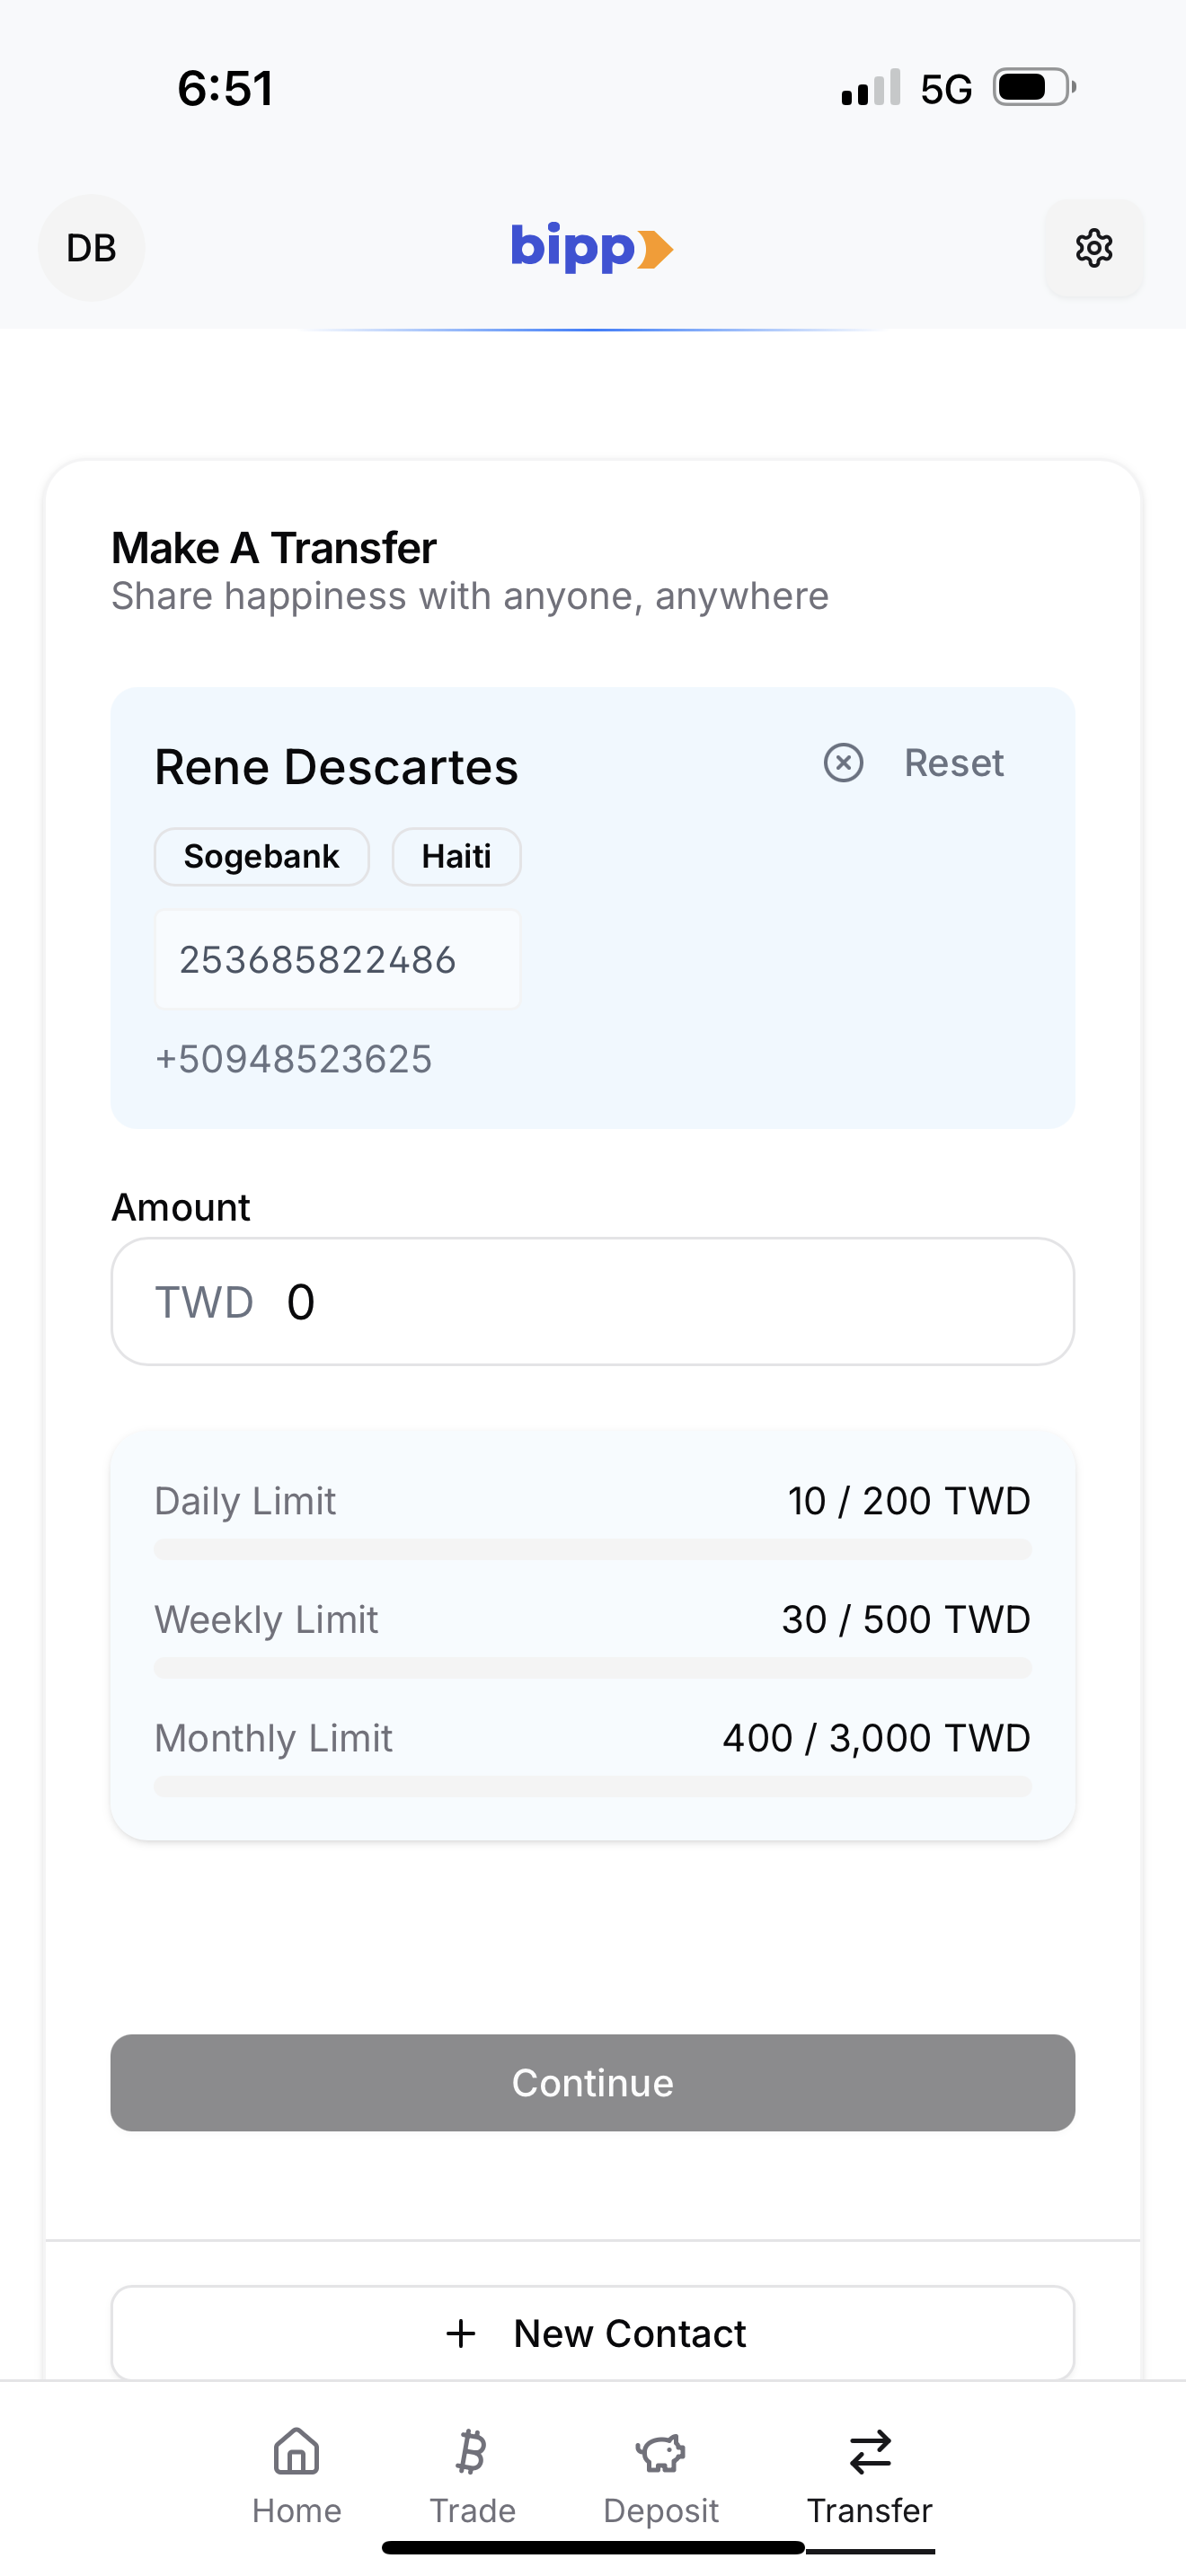 6:51
5G
DB
bipp
Make A Transfer
Share happiness with anyone, anywhere
Rene Descartes
Reset
Sogebank
Haiti
253685822486
+50948523625
Amount
TWD 0
Daily Limit 10 / 200 TWD
Weekly Limit 30 / 500 TWD
Monthly Limit 400 / 3,000 TWD
Continue
+ New Contact
Home
Trade
Deposit
Transfer